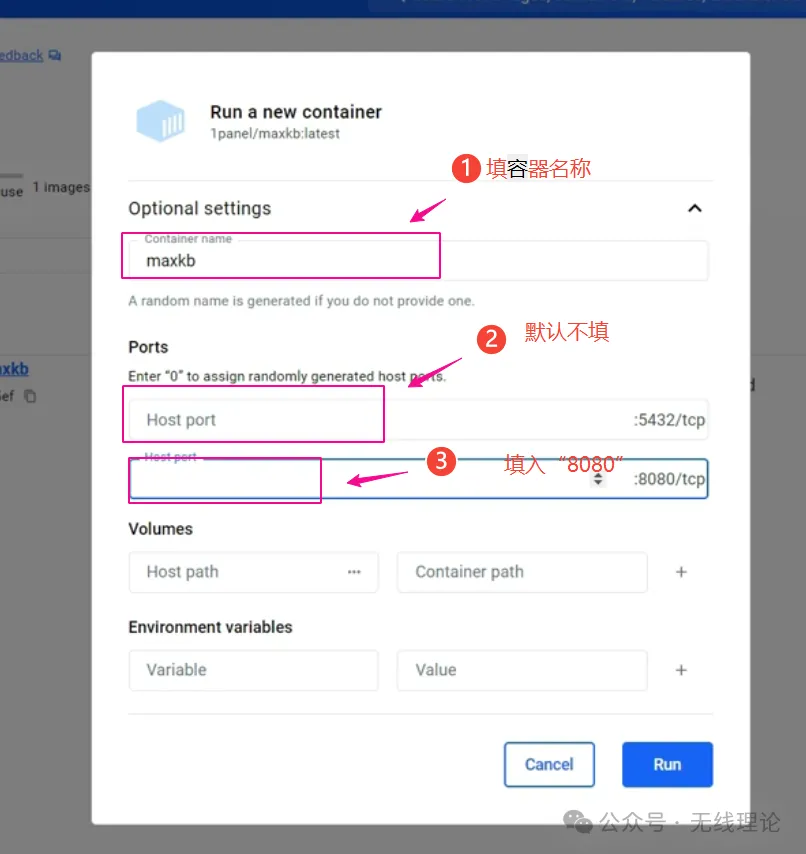 edback
Run a new container
1panel/maxkb:latest
1 填容器名称
use 1 images
Optional settings
Container name
maxkb
A random name is generated if you do not provide one.
2 默认不填
Ports
Enter “0” to assign randomly generated host ports.
xkb
ef
Host port :5432/tcp
3 填入 “8080”
Host port
:8080/tcp
Volumes
Host path ··· Container path +
Environment variables
Variable Value +
Cancel Run
公众号 · 无线理论